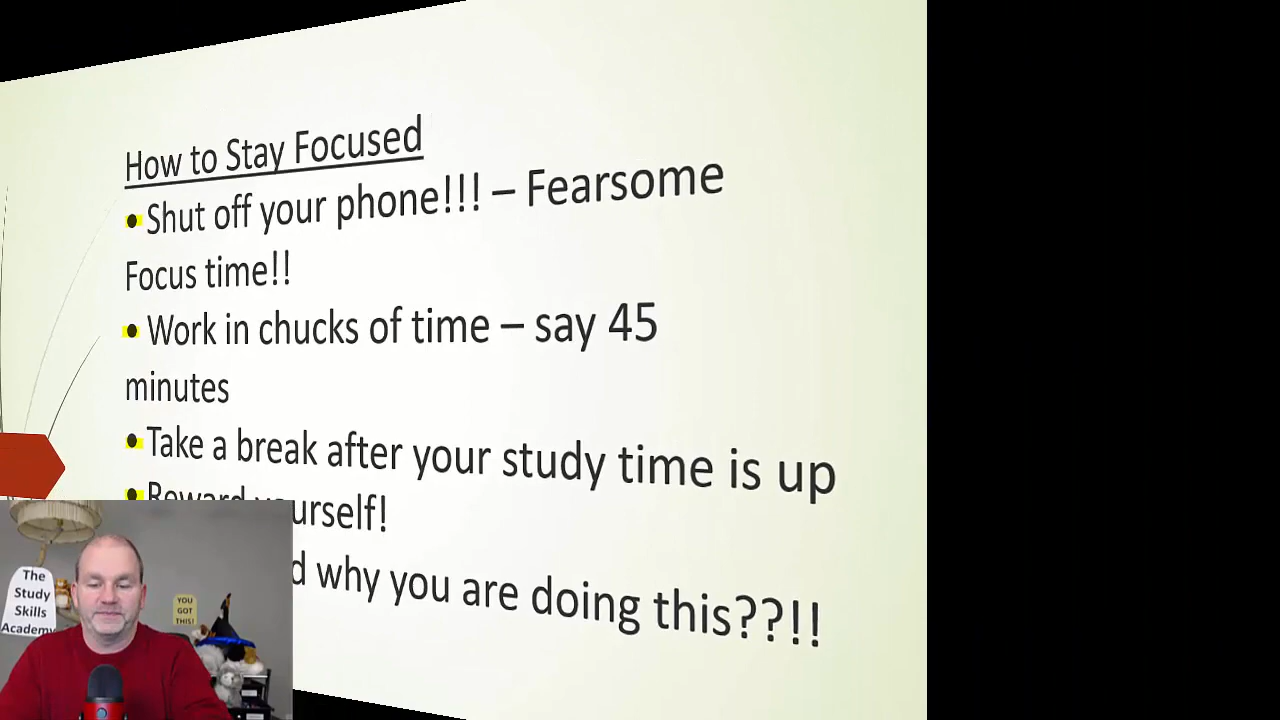 How to Stay Focused
• Shut off your phone!!! – Fearsome
Focus time!!
• Work in chucks of time – say 45
minutes
• Take a break after your study time is up
• Reward yourself!
why you are doing this??!!
The
Study
Skills
Academy
YOU
GOT
THIS!